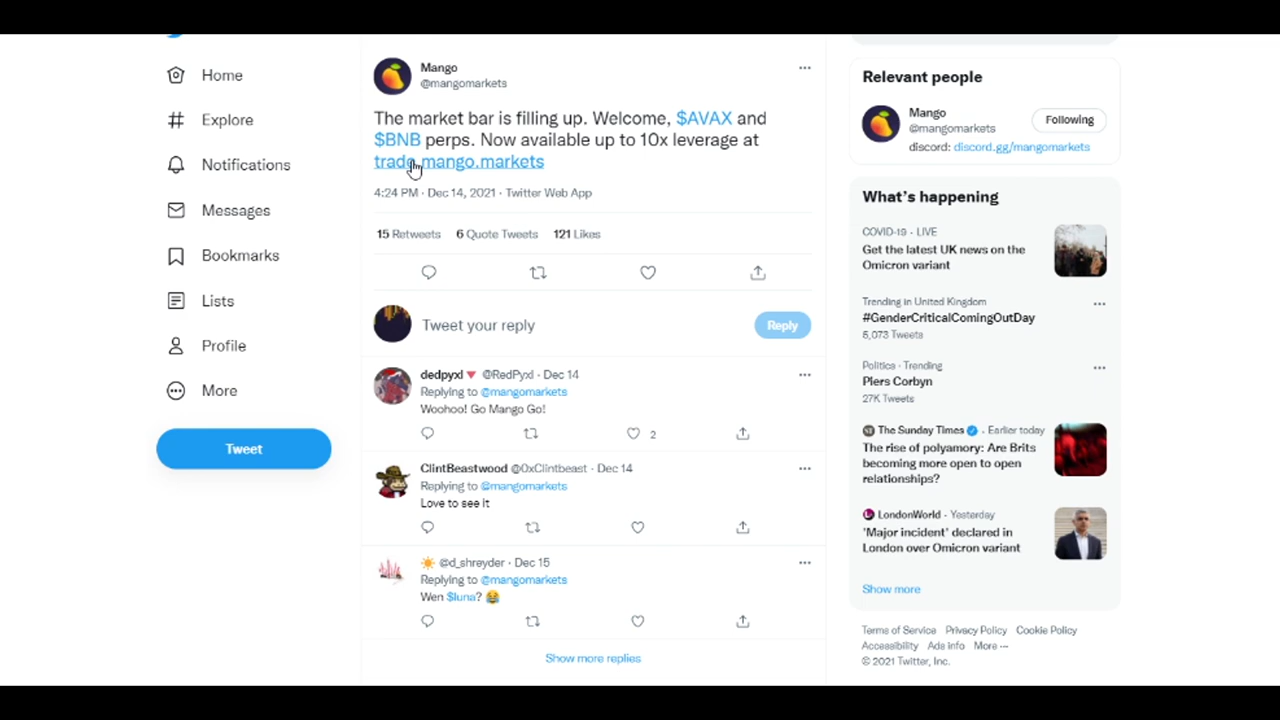 Home
Explore
Notifications
Messages
Bookmarks
Lists
Profile
More
Tweet
Mango
@mangomarkets
The market bar is filling up. Welcome, $AVAX and
$BNB perps. Now available up to 10x leverage at
trade.mango.markets
4:24 PM · Dec 14, 2021 · Twitter Web App
15 Retweets 6 Quote Tweets 121 Likes
Tweet your reply
Reply
dedpyxl @RedPyxl · Dec 14
Replying to @mangomarkets
Woohoo! Go Mango Go!
2
ClintBeastwood @0xClintbeast · Dec 14
Replying to @mangomarkets
Love to see it
@d_shreyder · Dec 15
Replying to @mangomarkets
Wen $luna? 😂
Show more replies
Relevant people
Mango
@mangomarkets
Following
discord: discord.gg/mangomarkets
What's happening
COVID-19 · LIVE
Get the latest UK news on the
Omicron variant
Trending in United Kingdom
#GenderCriticalComingOutDay
5,073 Tweets
Politics · Trending
Piers Corbyn
27K Tweets
The Sunday Times · Earlier today
The rise of polyamory: Are Brits
becoming more open to open
relationships?
LondonWorld · Yesterday
'Major incident' declared in
London over Omicron variant
Show more
Terms of Service Privacy Policy Cookie Policy
Accessibility Ads info More ···
© 2021 Twitter, Inc.